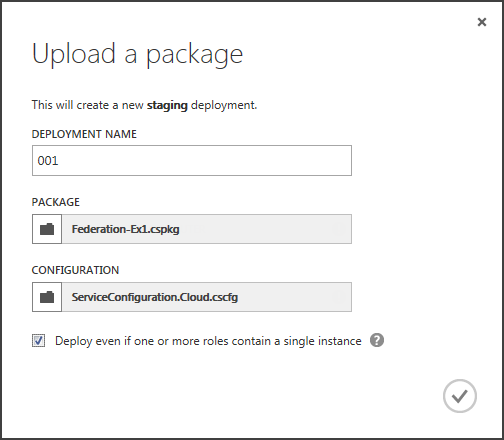 Upload a package
This will create a new staging deployment.
DEPLOYMENT NAME
001
PACKAGE
Federation-Ex1.cspkg
CONFIGURATION
ServiceConfiguration.Cloud.cscfg
Deploy even if one or more roles contain a single instance ?